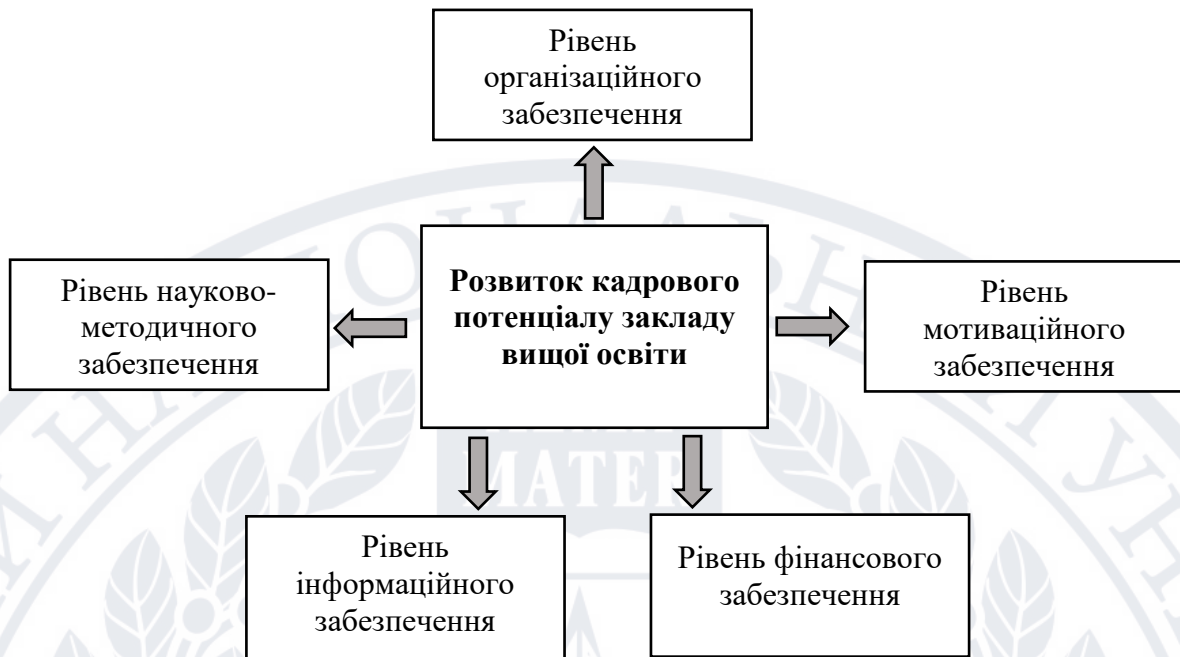 Рівень
організаційного
забезпечення
Рівень науково-
методичного
забезпечення
Розвиток кадрового
потенціалу закладу
вищої освіти
Рівень
мотиваційного
забезпечення
МАТЕР
Рівень
інформаційного
забезпечення
Рівень фінансового
забезпечення